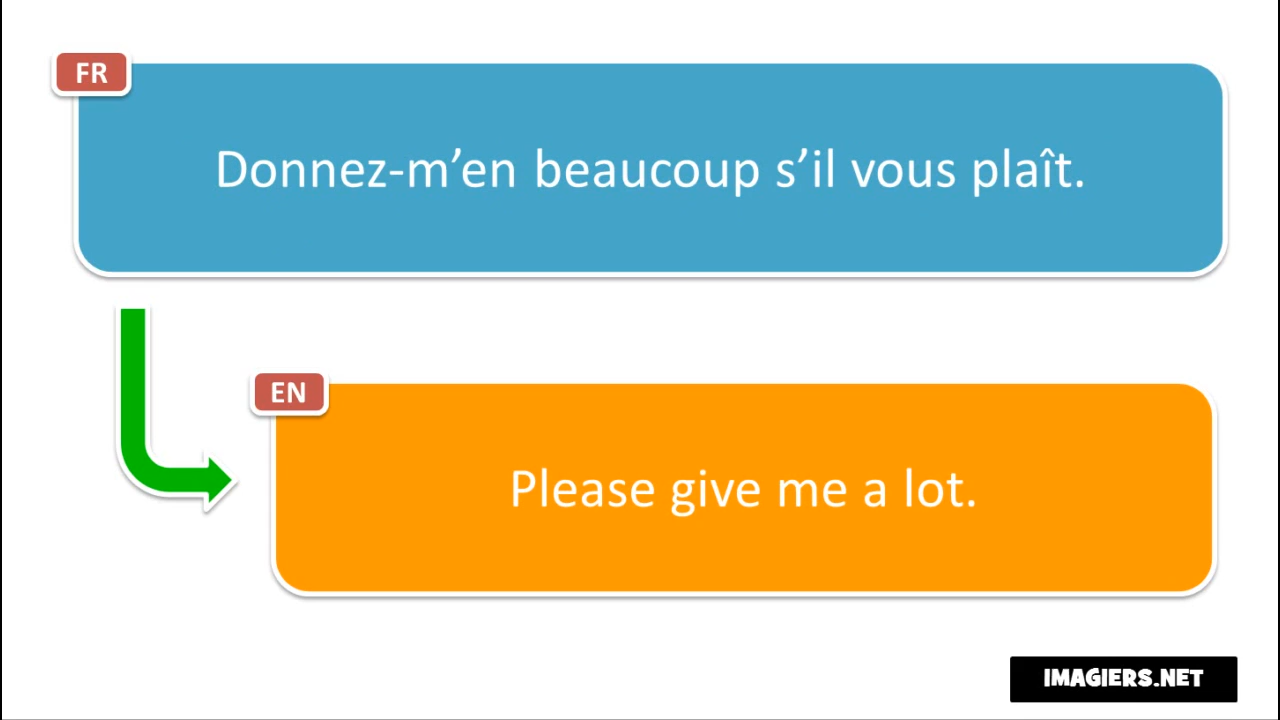 FR
Donnez-m’en beaucoup s’il vous plaît.
EN
Please give me a lot.
IMAGIERS.NET